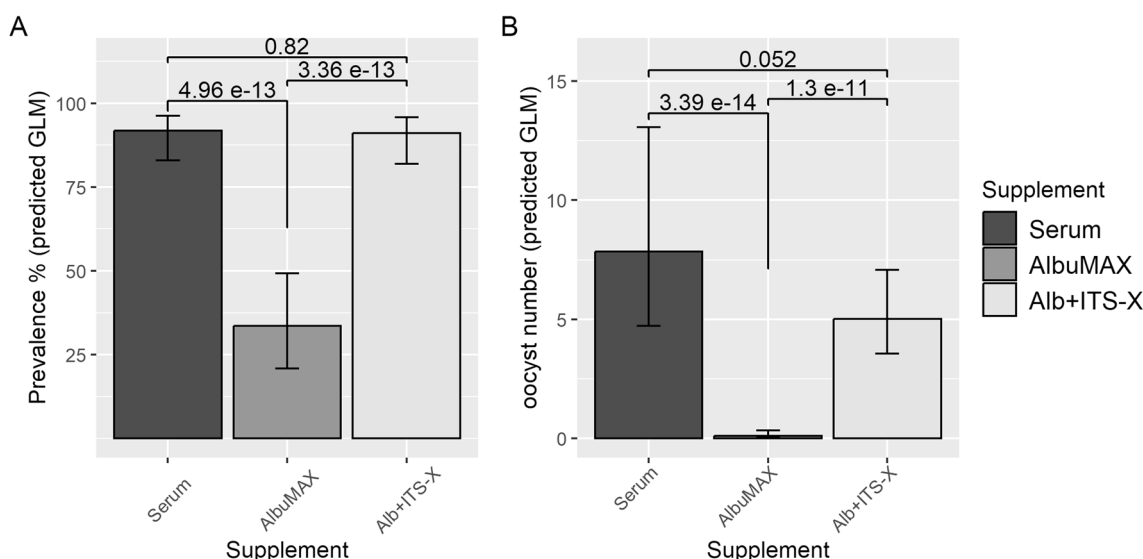 A
Prevalence % (predicted GLM)
100
75
50
25
0.82
4.96 e-13
3.36 e-13
Serum
AlbuMAX
Alb+ITS-X
Supplement
B
oocyst number (predicted GLM)
15
10
5
0
0.052
3.39 e-14
1.3 e-11
Serum
AlbuMAX
Alb+ITS-X
Supplement
Supplement
Serum
AlbuMAX
Alb+ITS-X